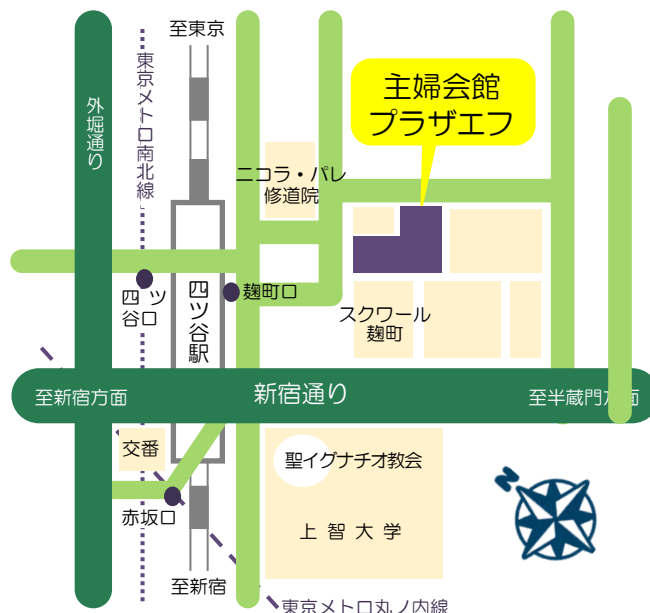 至東京
主婦会館
プラザエフ
外堀通り
東京メトロ南北線
ニコラ・バレ
修道院
四ツ
谷口
四ツ谷駅
麹町口
スクワール
麹町
至新宿方面
新宿通り
至半蔵門方面
交番
聖イグナチオ教会
赤坂口
上智大学
至新宿
東京メトロ丸ノ内線
N